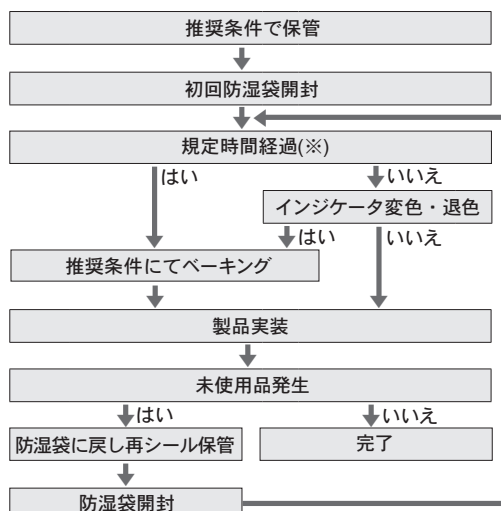 推奨条件で保管
初回防湿袋開封
規定時間経過(※)
はい
いいえ
インジケータ変色・退色
はい
いいえ
推奨条件にてベーキング
製品実装
未使用品発生
はい
いいえ
防湿袋に戻し再シール保管
完了
防湿袋開封